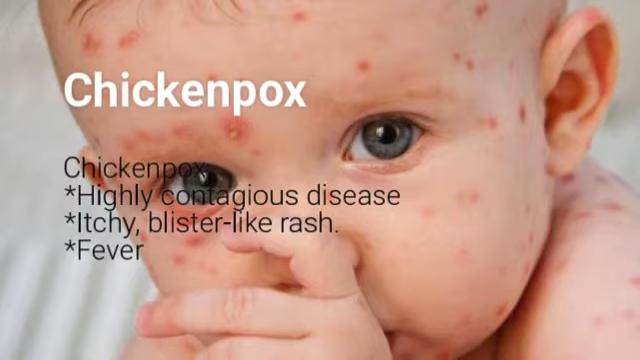 Chickenpox
Chickenpox
*Highly contagious disease
*Itchy, blister-like rash.
*Fever